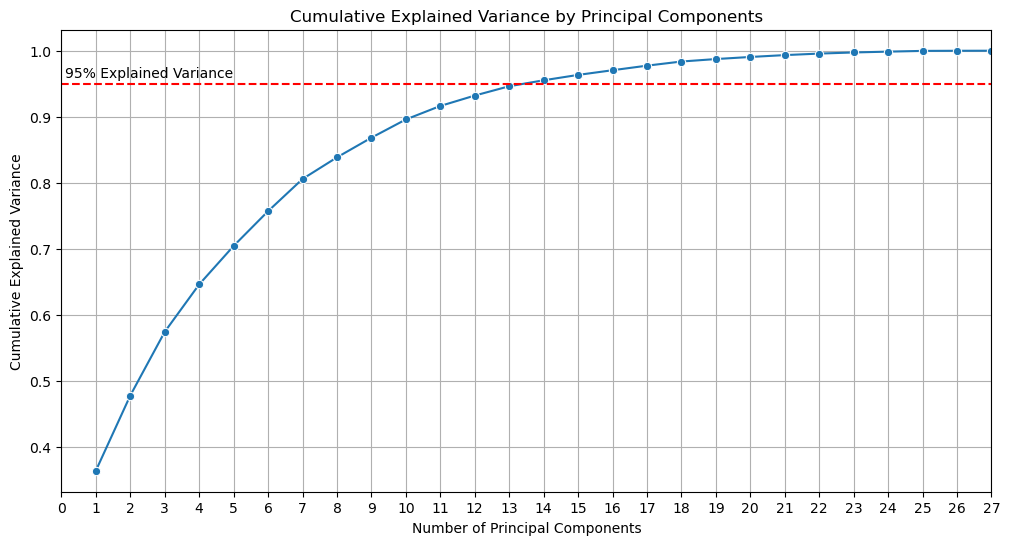 Cumulative Explained Variance by Principal Components
1.0
95% Explained Variance
0.9
0.8
0.7
0.6
0.5
0.4
Cumulative Explained Variance
0 1 2 3 4 5 6 7 8 9 10 11 12 13 14 15 16 17 18 19 20 21 22 23 24 25 26 27
Number of Principal Components